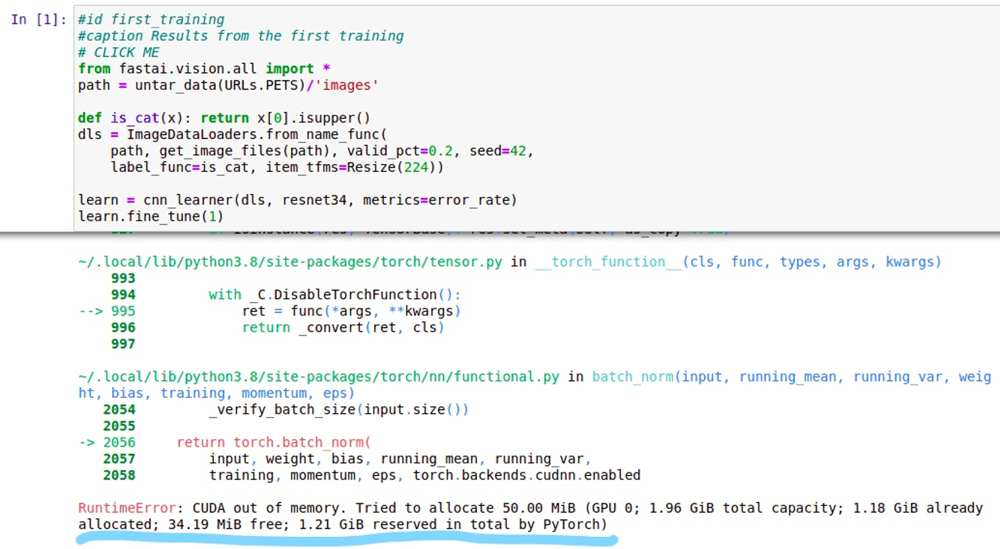 In [1]: #id first_training
#caption Results from the first training
# CLICK ME
from fastai.vision.all import *
path = untar_data(URLs.PETS)/'images'
def is_cat(x): return x[0].isupper()
dls = ImageDataLoaders.from_name_func(
    path, get_image_files(path), valid_pct=0.2, seed=42,
    label_func=is_cat, item_tfms=Resize(224))
learn = cnn_learner(dls, resnet34, metrics=error_rate)
learn.fine_tune(1)
~/.local/lib/python3.8/site-packages/torch/tensor.py in __torch_function__(cls, func, types, args, kwargs)
993
994         with _C.DisableTorchFunction():
--> 995             ret = func(*args, **kwargs)
996             return _convert(ret, cls)
997
~/.local/lib/python3.8/site-packages/torch/nn/functional.py in batch_norm(input, running_mean, running_var, weig
ht, bias, training, momentum, eps)
2054         _verify_batch_size(input.size())
2055
-> 2056     return torch.batch_norm(
2057         input, weight, bias, running_mean, running_var,
2058         training, momentum, eps, torch.backends.cudnn.enabled
RuntimeError: CUDA out of memory. Tried to allocate 50.00 MiB (GPU 0; 1.96 GiB total capacity; 1.18 GiB already
allocated; 34.19 MiB free; 1.21 GiB reserved in total by PyTorch)